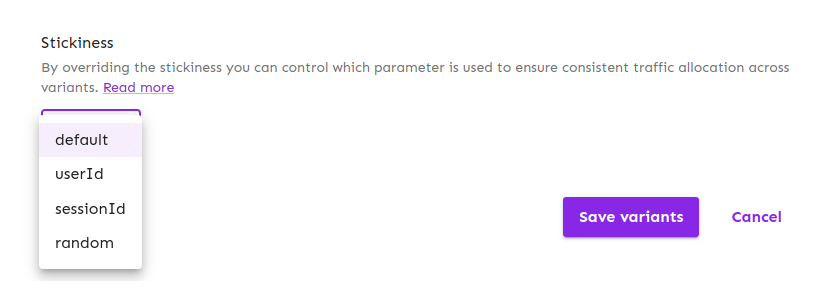 Stickiness
By overriding the stickiness you can control which parameter is used to ensure consistent traffic allocation across
variants. Read more
default
userId
sessionId
random
Save variants
Cancel